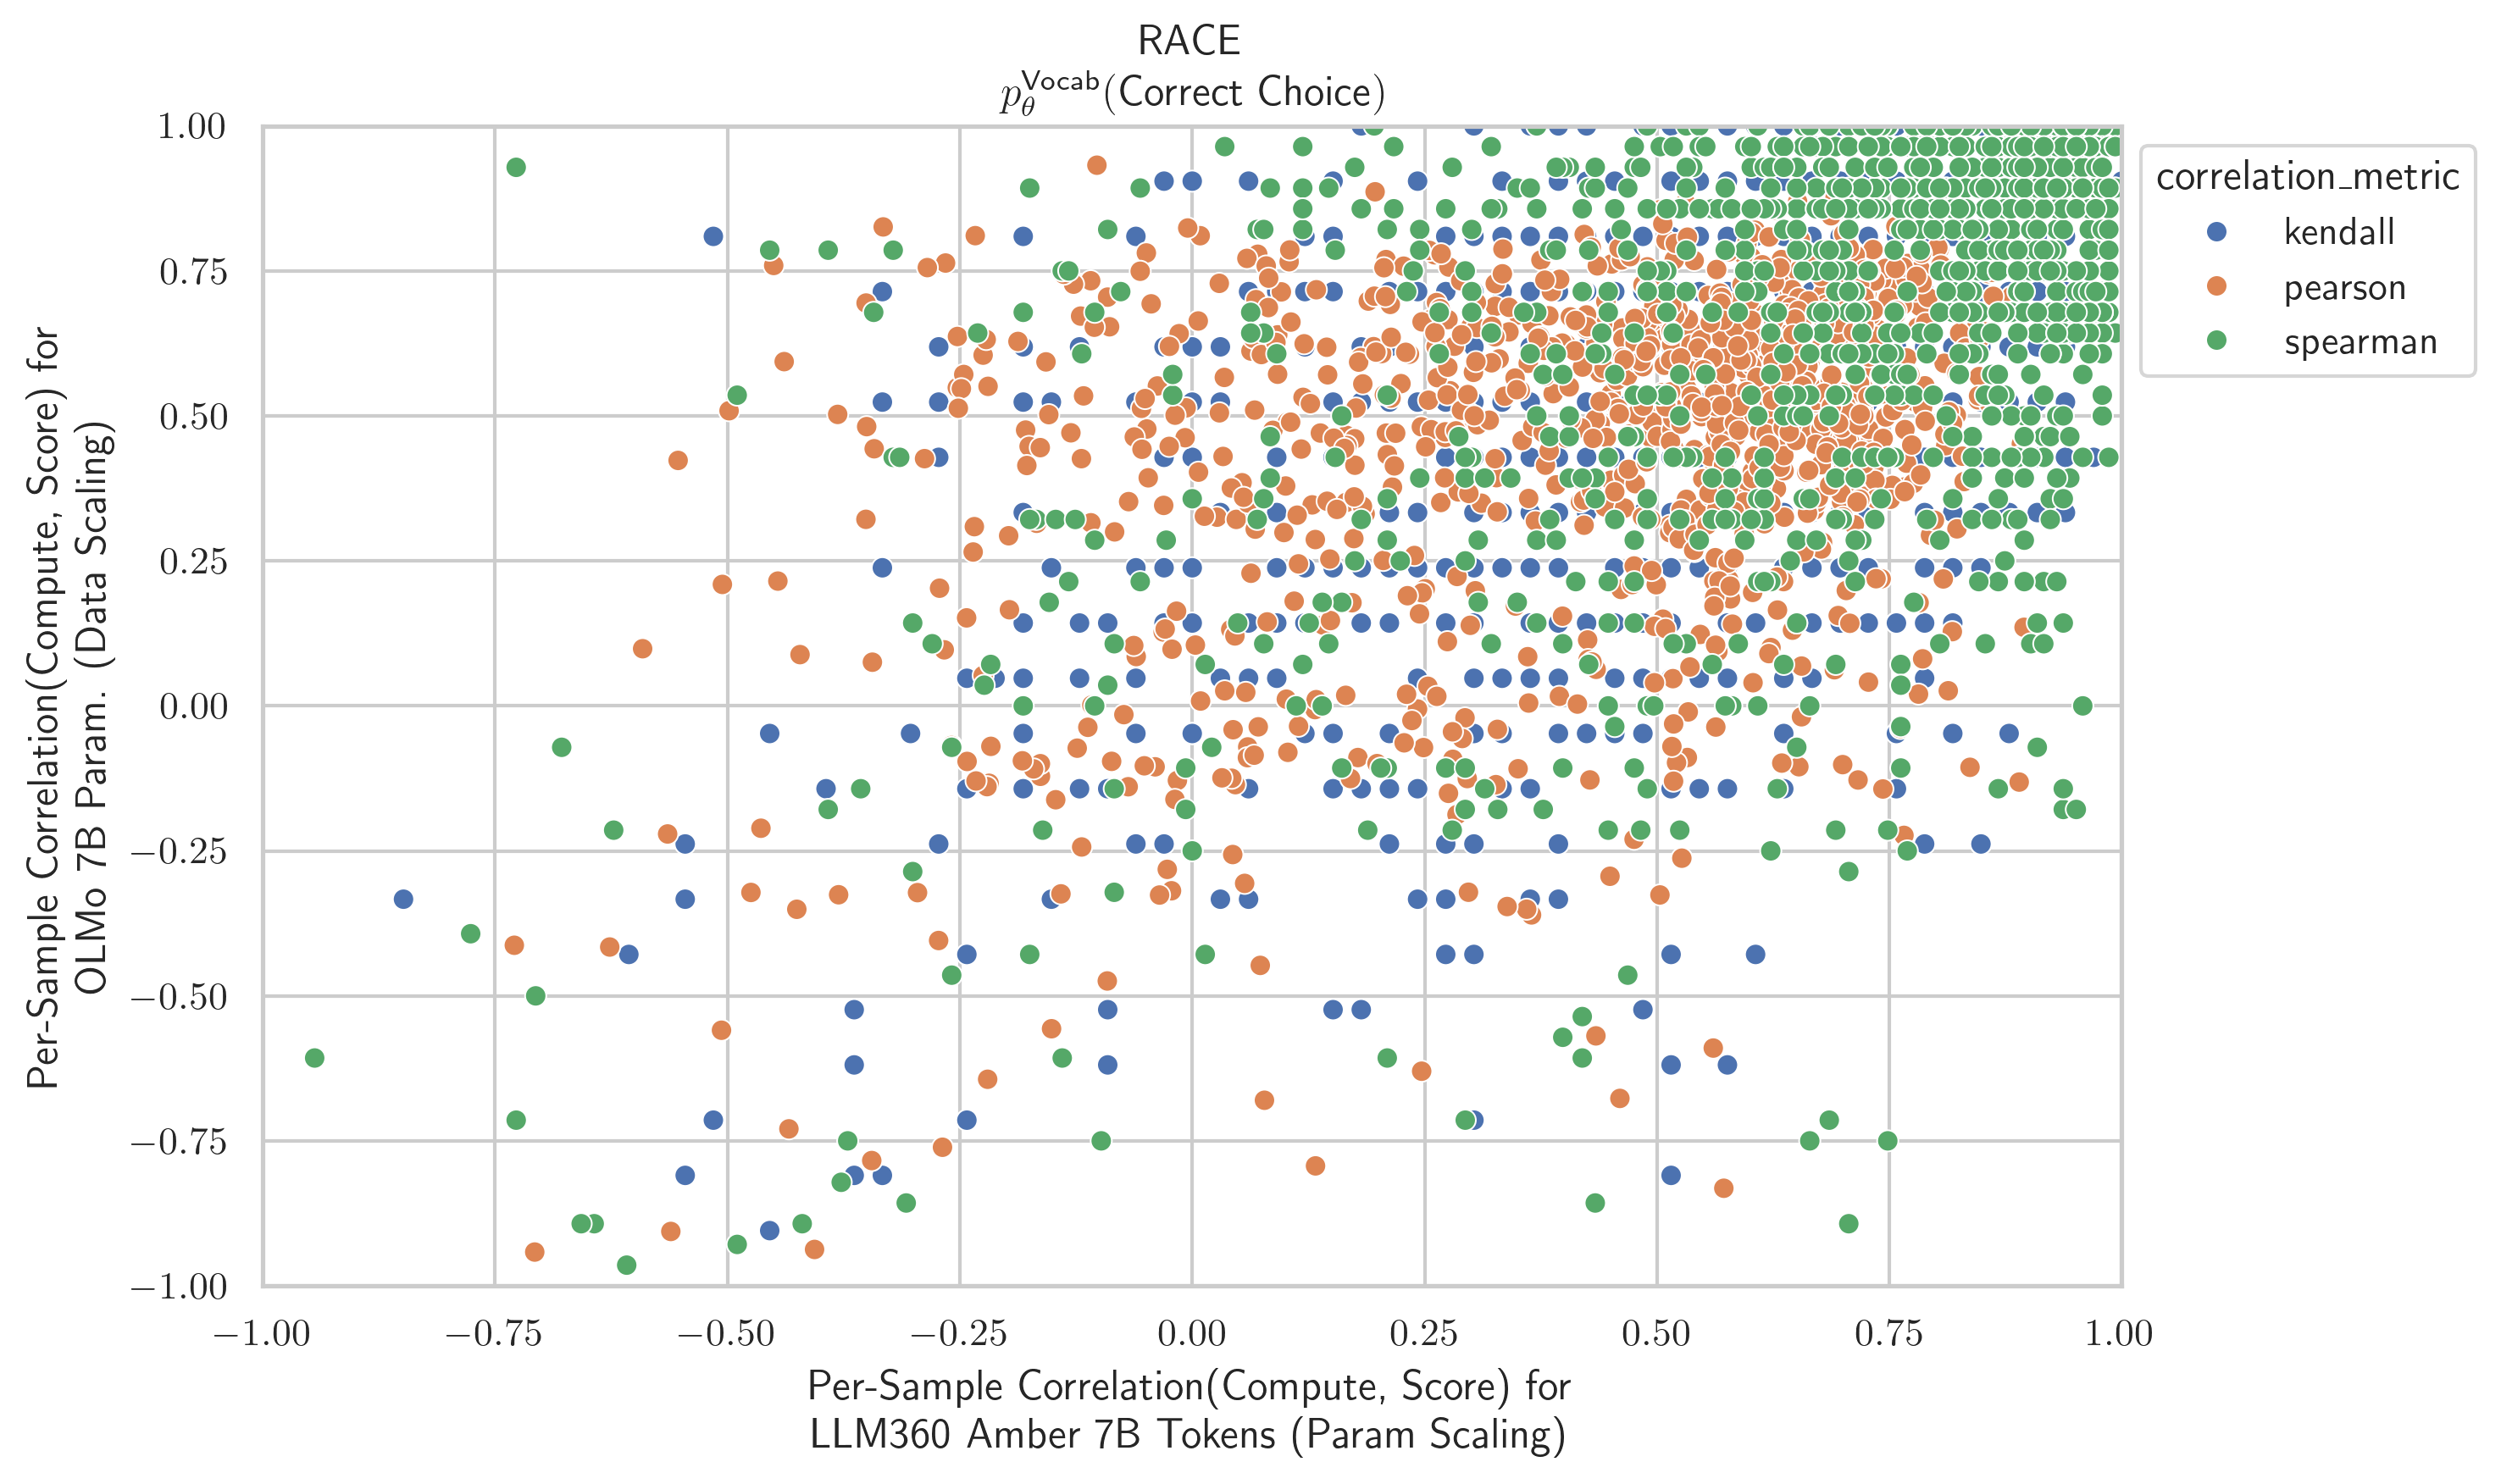 RACE
p_θ^Vocab(Correct Choice)
Per-Sample Correlation(Compute, Score) for
OLMo 7B Param. (Data Scaling)
1.00
0.75
0.50
0.25
0.00
−0.25
−0.50
−0.75
−1.00
−1.00 −0.75 −0.50 −0.25 0.00 0.25 0.50 0.75 1.00
Per-Sample Correlation(Compute, Score) for
LLM360 Amber 7B Tokens (Param Scaling)
correlation_metric
kendall
pearson
spearman